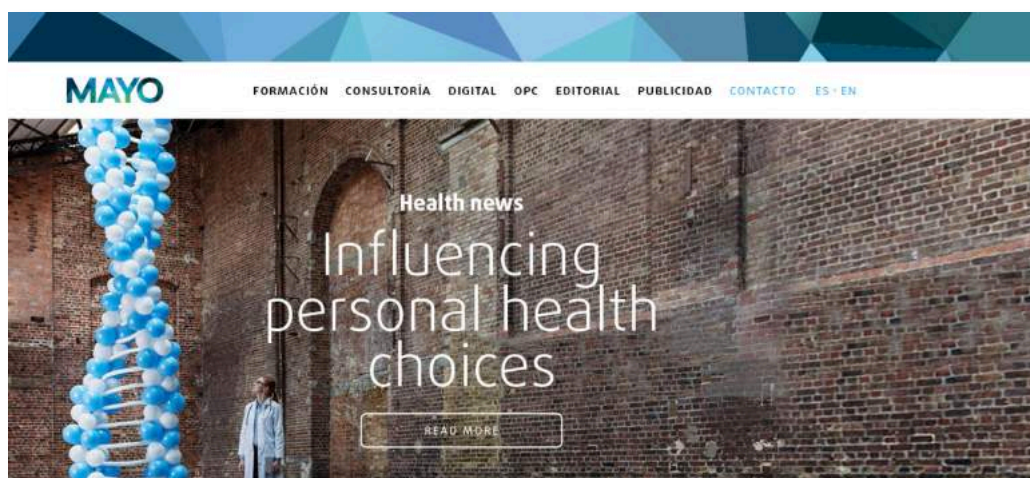 MAYO
FORMACIÓN CONSULTORÍA DIGITAL OPC EDITORIAL PUBLICIDAD CONTACTO ES · EN
Health news
Influencing
personal health
choices
READ MORE